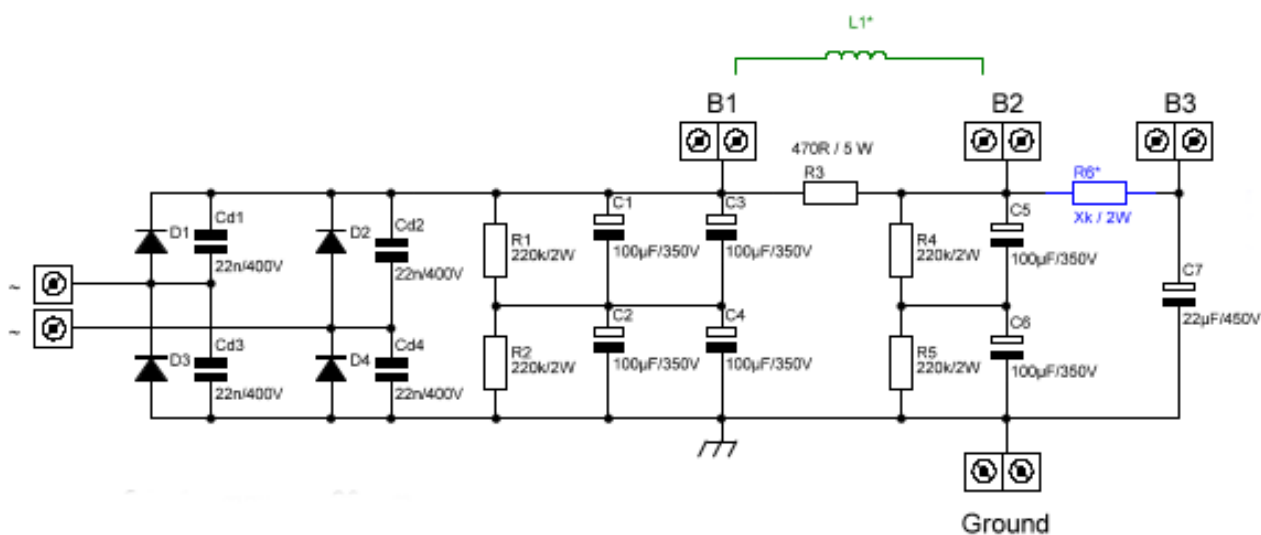 L1*
B1
B2
B3
470R / 5 W
R3
R6*
Xk / 2W
Cd1
D1
22n/400V
D2
Cd2
22n/400V
R1
220k/2W
C1
100µF/350V
C3
100µF/350V
R4
220k/2W
C5
100µF/350V
C7
22µF/450V
~
~
D3
Cd3
22n/400V
D4
Cd4
22n/400V
R2
220k/2W
C2
100µF/350V
C4
100µF/350V
R5
220k/2W
C6
100µF/350V
Ground